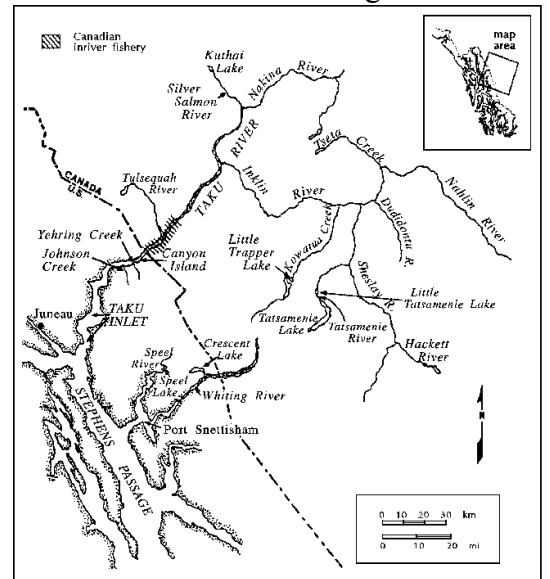 Canadian
inriver fishery
map
area
Kuthai
Lake
Silver
Salmon
River
Nakina River
Tseta
Creek
TAKU RIVER
Inklin
River
Nahlin River
Dudidontu R.
CANADA
U.S.
Tulsequah
River
Yehring Creek
Johnson
Creek
Canyon
Island
Little
Trapper
Lake
Kowatua Creek
Sheslay R.
Little
Tatsamenie Lake
Tatsamenie
Lake
Tatsamenie
River
Hackett
River
Juneau
TAKU
INLET
Crescent
Lake
Speel
River
Speel
Lake
Whiting River
Port Snettisham
STEPHENS
PASSAGE
N
0 10 20 30 km
0 10 20 mi